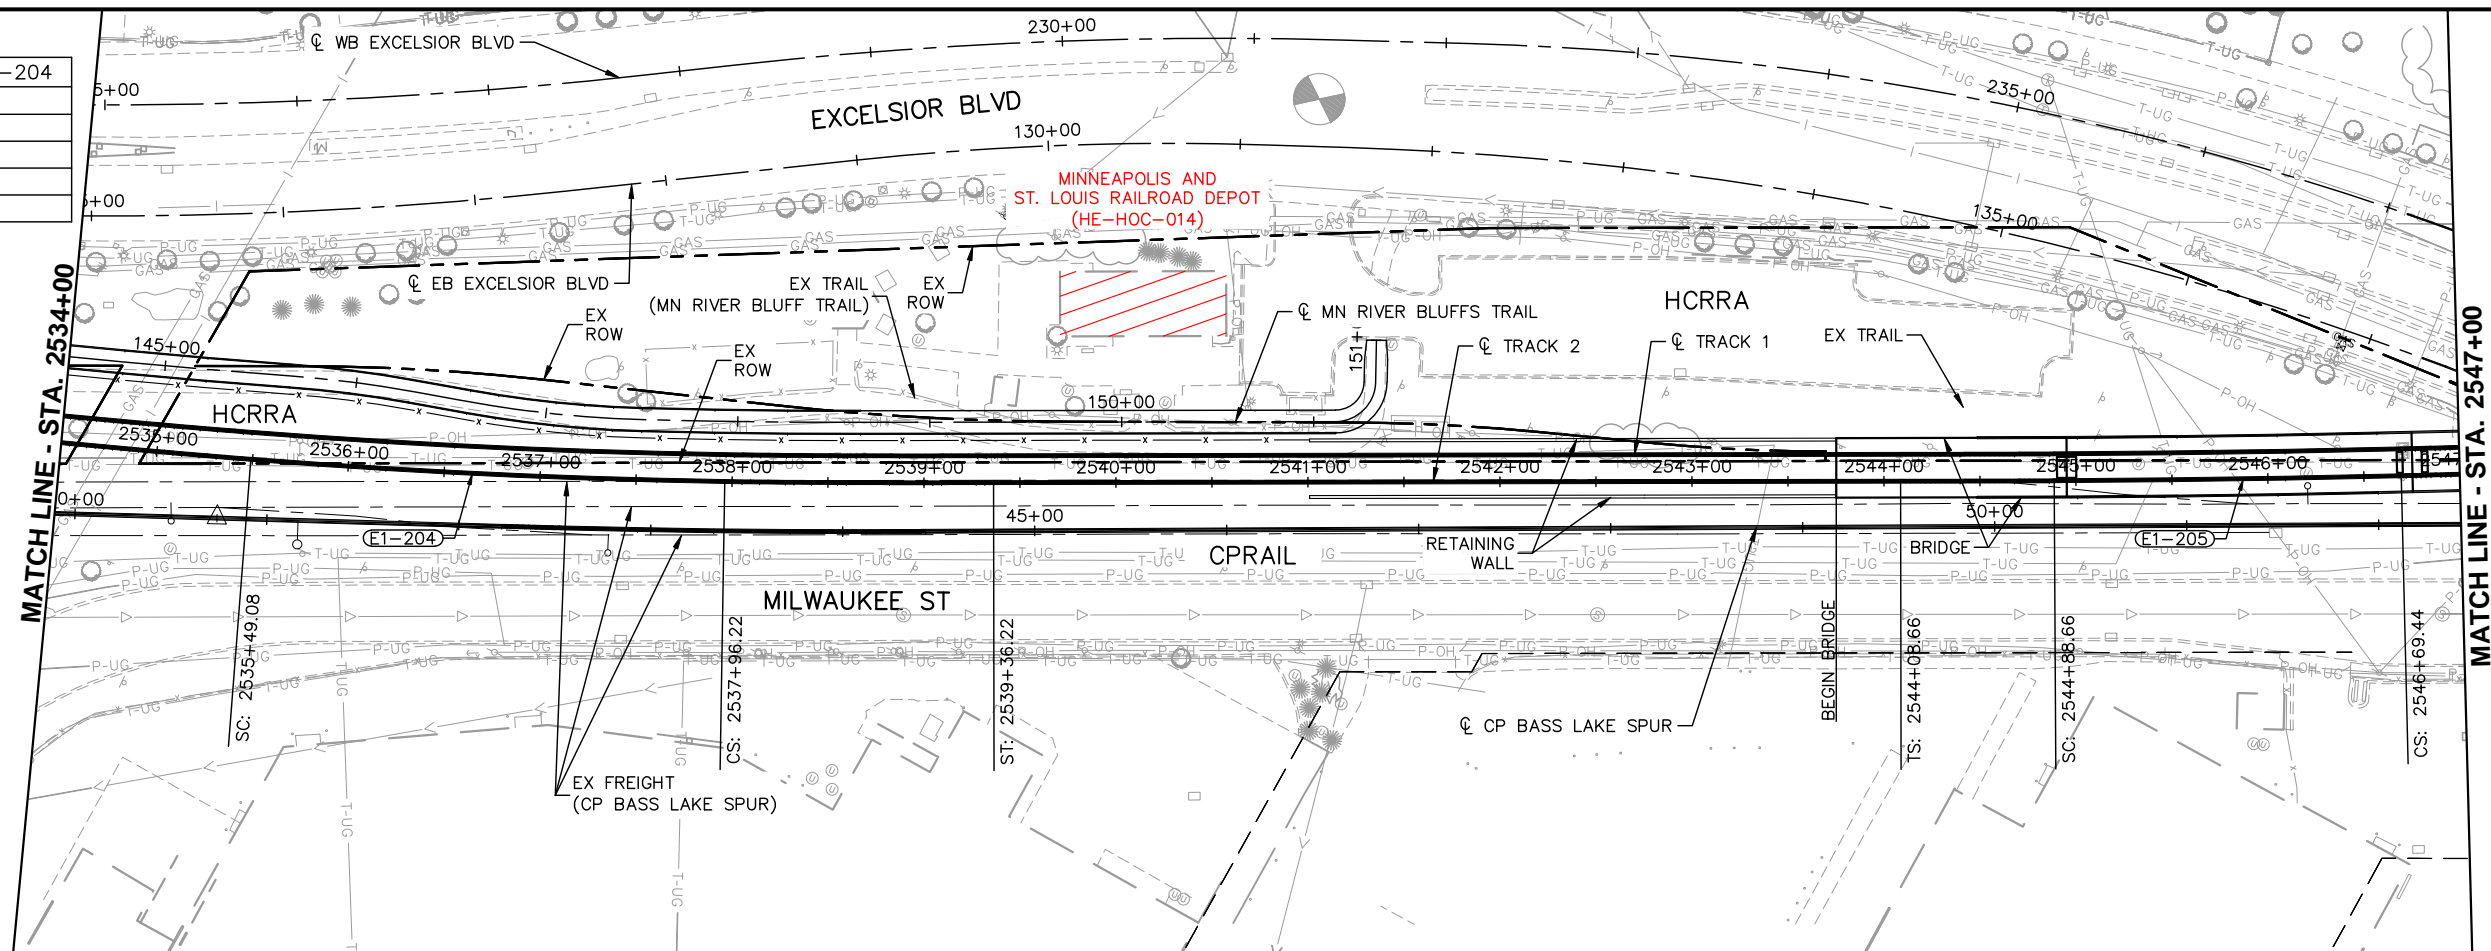 -204
℄ WB EXCELSIOR BLVD
230+00
235+00
5+00
EXCELSIOR BLVD
130+00
135+00
5+00
MINNEAPOLIS AND
ST. LOUIS RAILROAD DEPOT
(HE-HOC-014)
℄ EB EXCELSIOR BLVD
EX TRAIL
(MN RIVER BLUFF TRAIL)
EX
ROW
EX
ROW
EX
ROW
℄ MN RIVER BLUFFS TRAIL
HCRRA
℄ TRACK 2
℄ TRACK 1
EX TRAIL
145+00
150+00
151+
HCRRA
2535+00
2536+00
2537+00
2538+00
2539+00
2540+00
2541+00
2542+00
2543+00
2544+00
2545+00
2546+00
2547
0+00
45+00
50+00
E1-204
E1-205
CPRAIL
RETAINING
WALL
BRIDGE
MILWAUKEE ST
MATCH LINE - STA. 2534+00
MATCH LINE - STA. 2547+00
SC: 2535+49.08
CS: 2537+96.22
ST: 2539+36.22
BEGIN BRIDGE
TS: 2544+08.66
SC: 2544+88.66
CS: 2546+69.44
℄ CP BASS LAKE SPUR
EX FREIGHT
(CP BASS LAKE SPUR)
T-UG
P-UG
GAS
P-OH